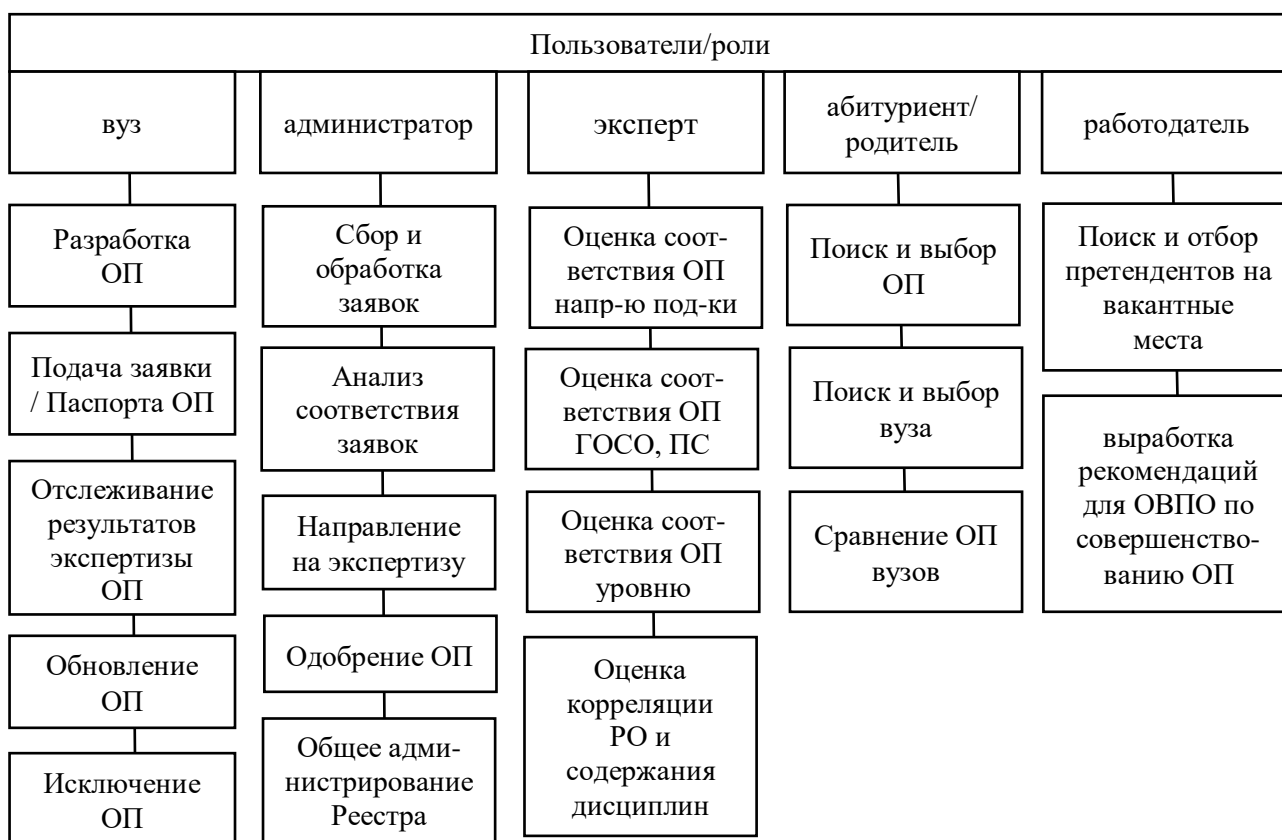 Пользователи/роли
вуз
администратор
эксперт
абитуриент/
родитель
работодатель
Разработка
ОП
Подача заявки
/ Паспорта ОП
Отслеживание
результатов
экспертизы
ОП
Обновление
ОП
Исключение
ОП
Сбор и
обработка
заявок
Анализ
соответствия
заявок
Направление
на экспертизу
Одобрение ОП
Общее адми-
нистрирование
Реестра
Оценка соот-
ветствия ОП
напр-ю под-ки
Оценка соот-
ветствия ОП
ГОСО, ПС
Оценка соот-
ветствия ОП
уровню
Оценка
корреляции
РО и
содержания
дисциплин
Поиск и выбор
ОП
Поиск и выбор
вуза
Сравнение ОП
вузов
Поиск и отбор
претендентов на
вакантные
места
выработка
рекомендаций
для ОВПО по
совершенство-
ванию ОП